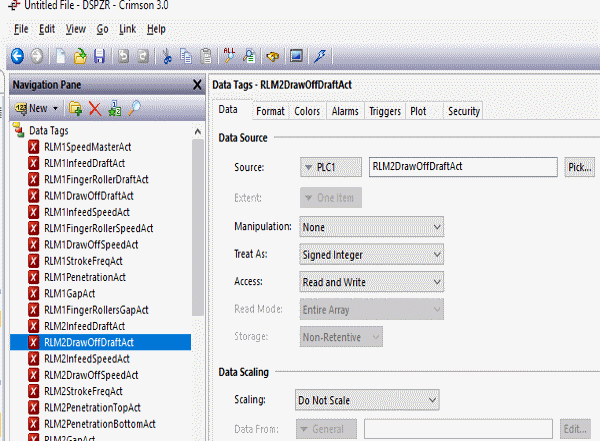 Untitled File - DSPZR - Crimson 3.0
File Edit View Go Link Help
ALL
Navigation Pane
Data Tags - RLM2DrawOffDraftAct
123 New
Data Format Colors Alarms Triggers Plot Security
Data Tags
RLM1SpeedMasterAct
RLM1InfeedDraftAct
RLM1FingerRollerDraftAct
RLM1DrawOffDraftAct
RLM1InfeedSpeedAct
RLM1FingerRollerSpeedAct
RLM1DrawOffSpeedAct
RLM1StrokeFreqAct
RLM1PenetrationAct
RLM1GapAct
RLM1FingerRollersGapAct
RLM2InfeedDraftAct
RLM2DrawOffDraftAct
RLM2InfeedSpeedAct
RLM2DrawOffSpeedAct
RLM2StrokeFreqAct
RLM2PenetrationTopAct
RLM2PenetrationBottomAct
RLM2GapAct
Data Source
Source: PLC1 RLM2DrawOffDraftAct Pick...
Extent: One Item
Manipulation: None
Treat As: Signed Integer
Access: Read and Write
Read Mode: Entire Array
Storage: Non-Retentive
Data Scaling
Scaling: Do Not Scale
Data From: General Edit...